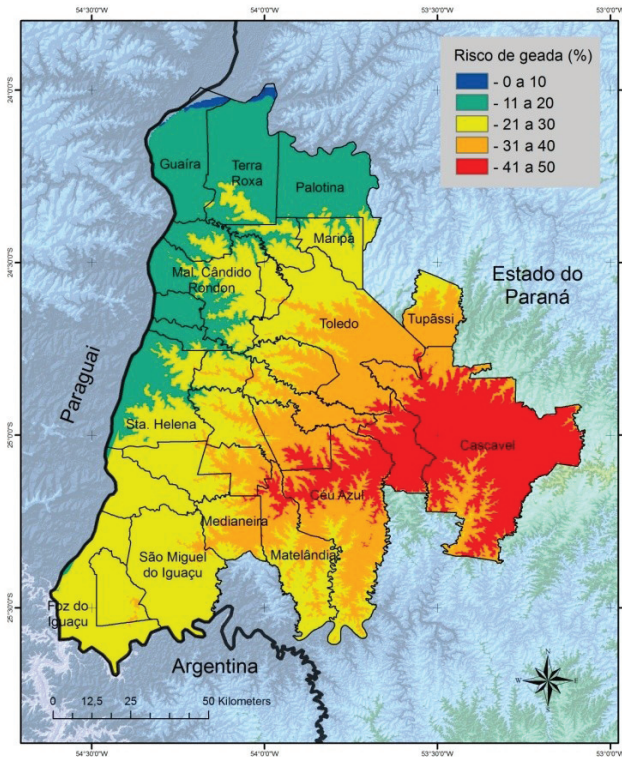 54°30'0"W
54°0'0"W
53°30'0"W
53°0'0"W
Risco de geada (%)
- 0 a 10
- 11 a 20
- 21 a 30
- 31 a 40
- 41 a 50
24°0'0"S
24°30'0"S
25°0'0"S
25°30'0"S
Guaíra
Terra
Roxa
Palotina
Maripá
Mal. Cândido
Rondon
Estado do
Paraná
Toledo
Tupãssi
Paraguai
Sta. Helena
Cascavel
Céu Azul
Medianeira
São Miguel
do Iguaçu
Matelândia
Foz do
Iguaçu
Argentina
0 12,5 25 50 Kilometers
N
E
S
W
54°30'0"W
54°0'0"W
53°30'0"W
53°0'0"W